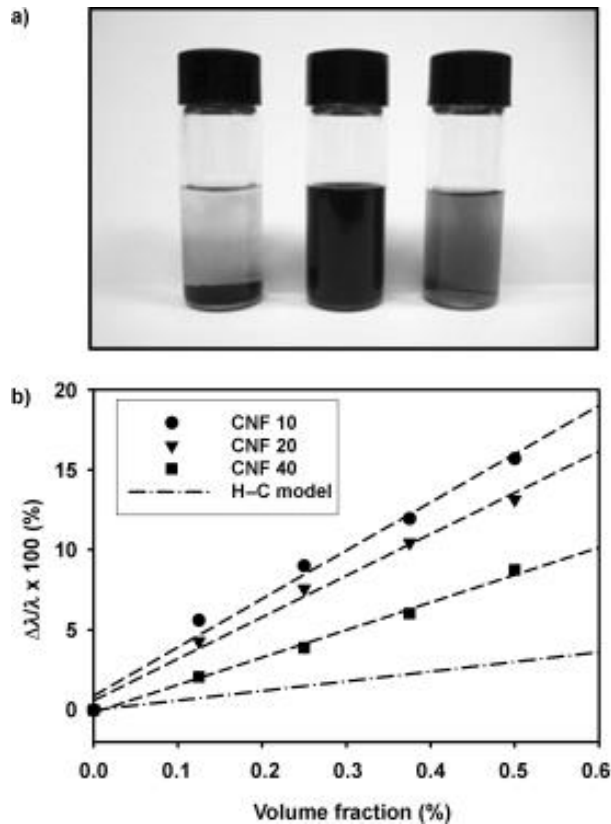 a)
b)
20
15
10
5
0
Δλ/λ x 100 (%)
CNF 10
CNF 20
CNF 40
H–C model
0.0 0.1 0.2 0.3 0.4 0.5 0.6
Volume fraction (%)